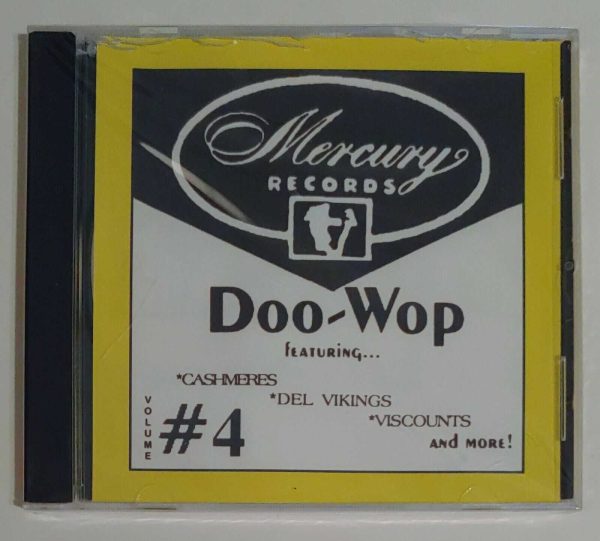 Mercury
RECORDS
Doo-Wop
FEATURING...
*CASHMERES
*DEL VIKINGS
*VISCOUNTS
VOLUME
#4
AND MORE!